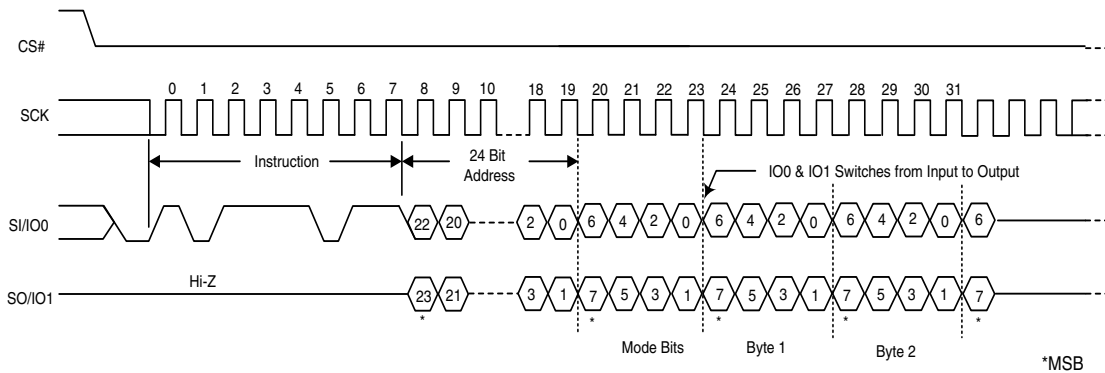 CS#
0 1 2 3 4 5 6 7 8 9 10 18 19 20 21 22 23 24 25 26 27 28 29 30 31
SCK
Instruction
24 Bit
Address
IO0 & IO1 Switches from Input to Output
SI/IO0
22 20 2 0 6 4 2 0 6 4 2 0 6 4 2 0 6
Hi-Z
SO/IO1
23 21 3 1 7 5 3 1 7 5 3 1 7 5 3 1 7
* * * * *
Mode Bits Byte 1 Byte 2
*MSB